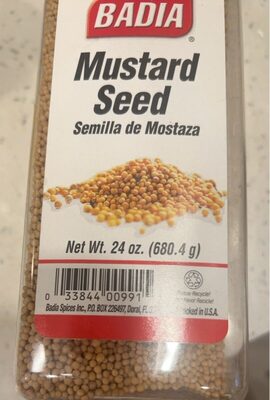 BADIA®
Mustard
Seed
Semilla de Mostaza
Net Wt. 24 oz. (680.4 g)
0 33844 00991
Badia Spices Inc., P.O. BOX 226497, Doral, Fl. Packed in U.S.A.